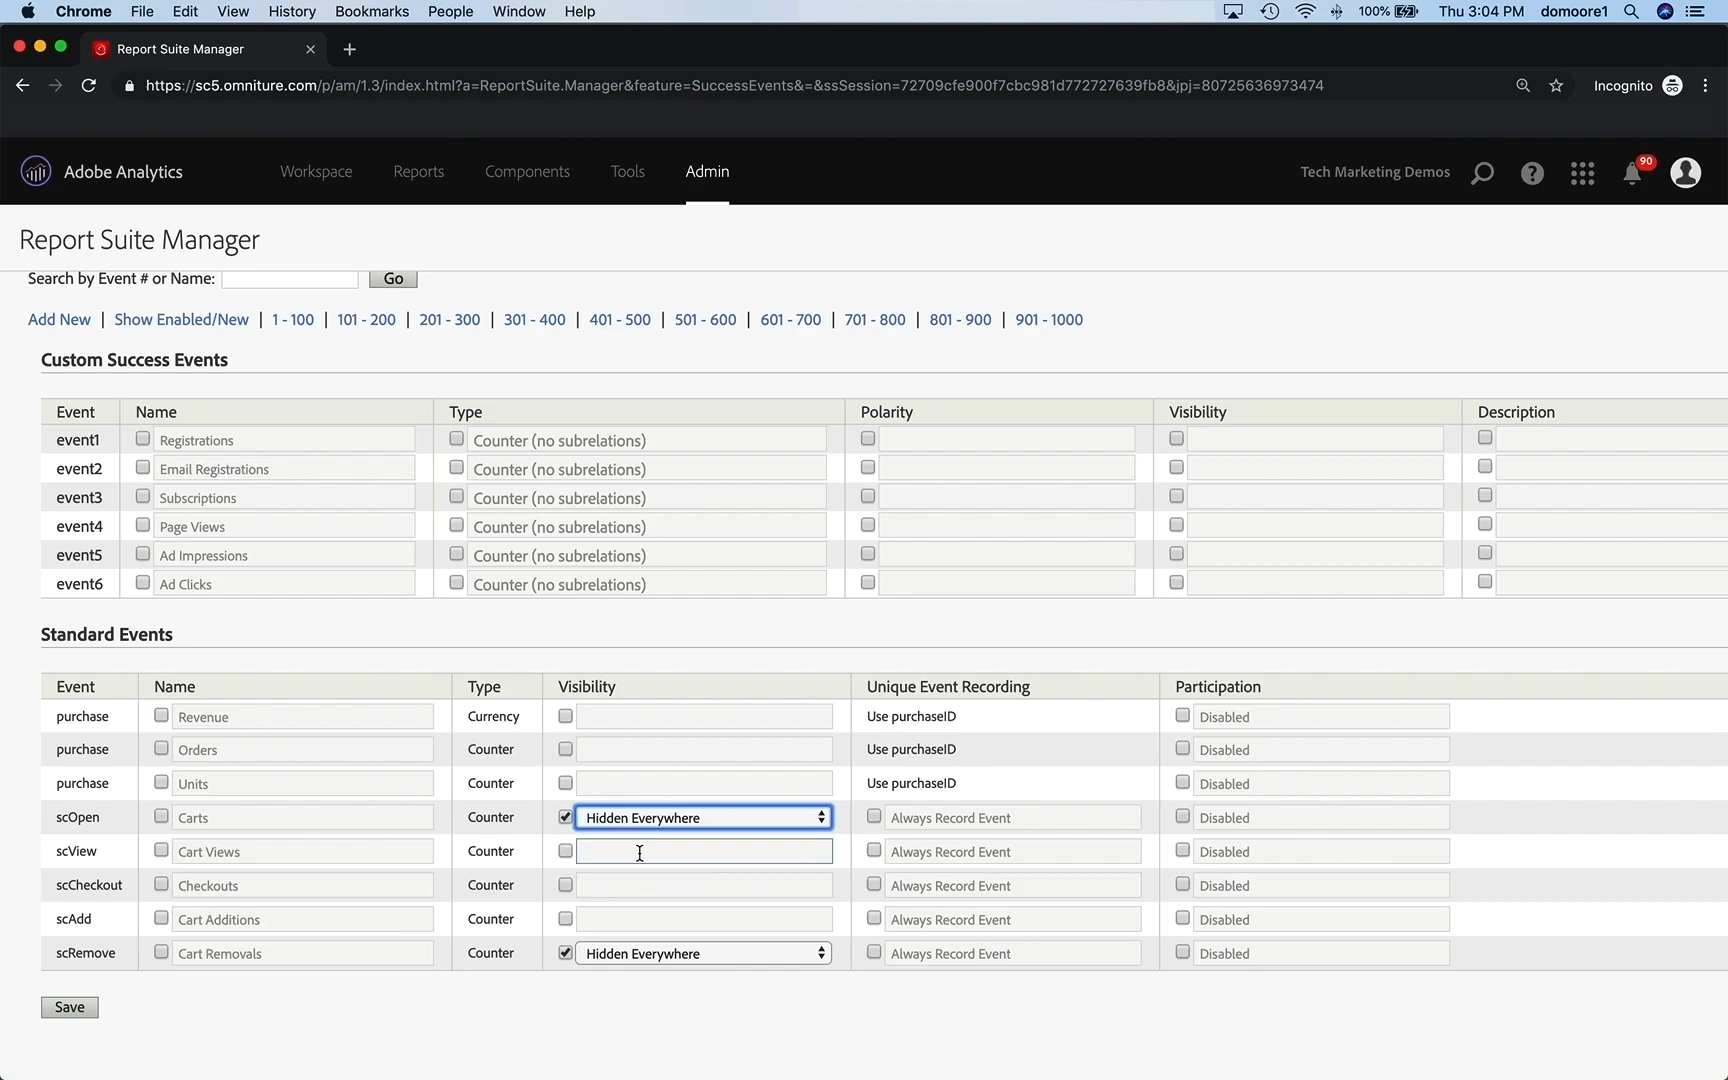 Chrome File Edit View History Bookmarks People Window Help 100% Thu 3:04 PM domoore1
Report Suite Manager
https://sc5.omniture.com/p/am/1.3/index.html?a=ReportSuite.Manager&feature=SuccessEvents&=&ssSession=72709cfe900f7cbc981d772727639fb8&jpj=80725636973474 Incognito
Adobe Analytics Workspace Reports Components Tools Admin Tech Marketing Demos 90
Report Suite Manager
Search by Event # or Name: Go
Add New | Show Enabled/New | 1 - 100 | 101 - 200 | 201 - 300 | 301 - 400 | 401 - 500 | 501 - 600 | 601 - 700 | 701 - 800 | 801 - 900 | 901 - 1000
Custom Success Events
Event Name Type Polarity Visibility Description
event1 Registrations Counter (no subrelations)
event2 Email Registrations Counter (no subrelations)
event3 Subscriptions Counter (no subrelations)
event4 Page Views Counter (no subrelations)
event5 Ad Impressions Counter (no subrelations)
event6 Ad Clicks Counter (no subrelations)
Standard Events
Event Name Type Visibility Unique Event Recording Participation
purchase Revenue Currency Use purchaseID Disabled
purchase Orders Counter Use purchaseID Disabled
purchase Units Counter Use purchaseID Disabled
scOpen Carts Counter Hidden Everywhere Always Record Event Disabled
scView Cart Views Counter Always Record Event Disabled
scCheckout Checkouts Counter Always Record Event Disabled
scAdd Cart Additions Counter Always Record Event Disabled
scRemove Cart Removals Counter Hidden Everywhere Always Record Event Disabled
Save